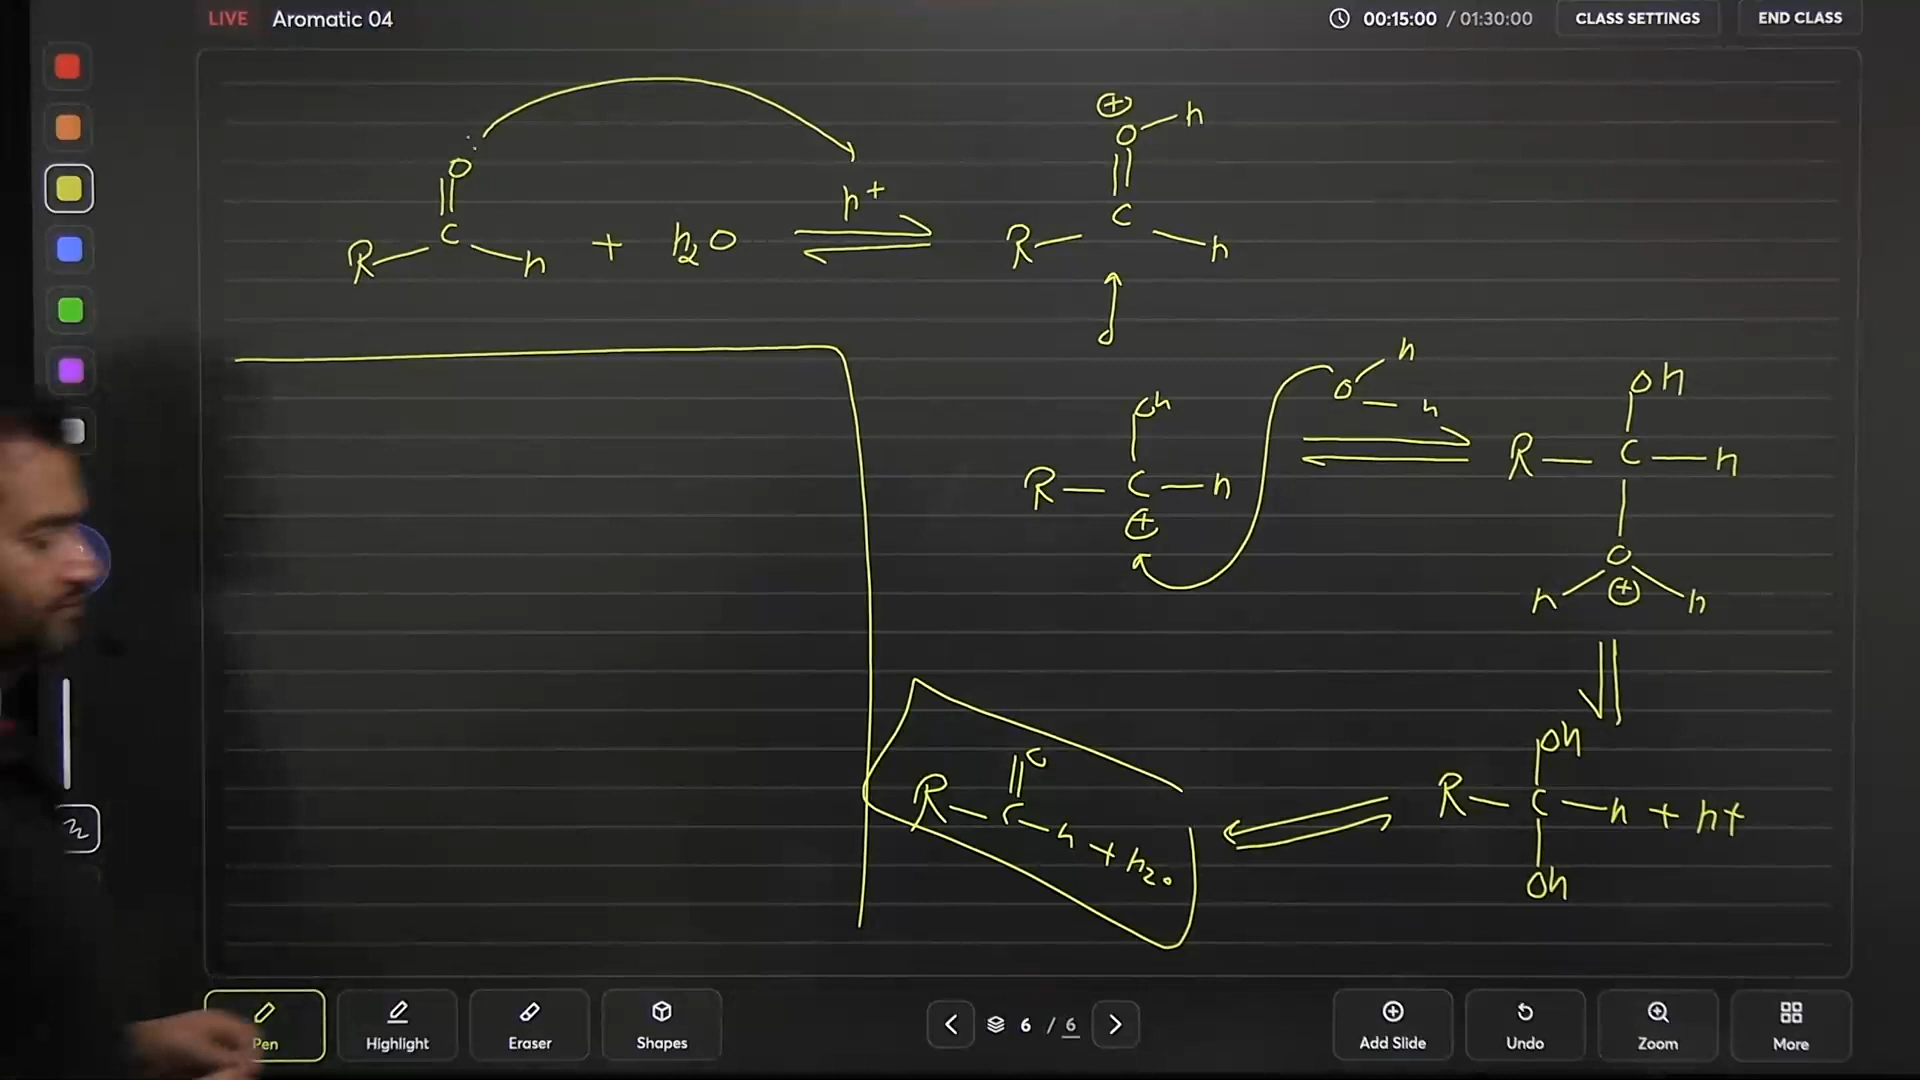 LIVE Aromatic 04
00:15:00 / 01:30:00 CLASS SETTINGS END CLASS
⊕
O–h
O
||
h+
C
R–C–h + h2O ⇌
R C h
h
Oh
O–h
Oh
R–C–h
⊕
⇌
R–C–h
O
h ⊕ h
Oh
O
R–C–h + h2o
R–C–h + h+
Oh
Pen Highlight Eraser Shapes
6 / 6
Add Slide Undo Zoom More